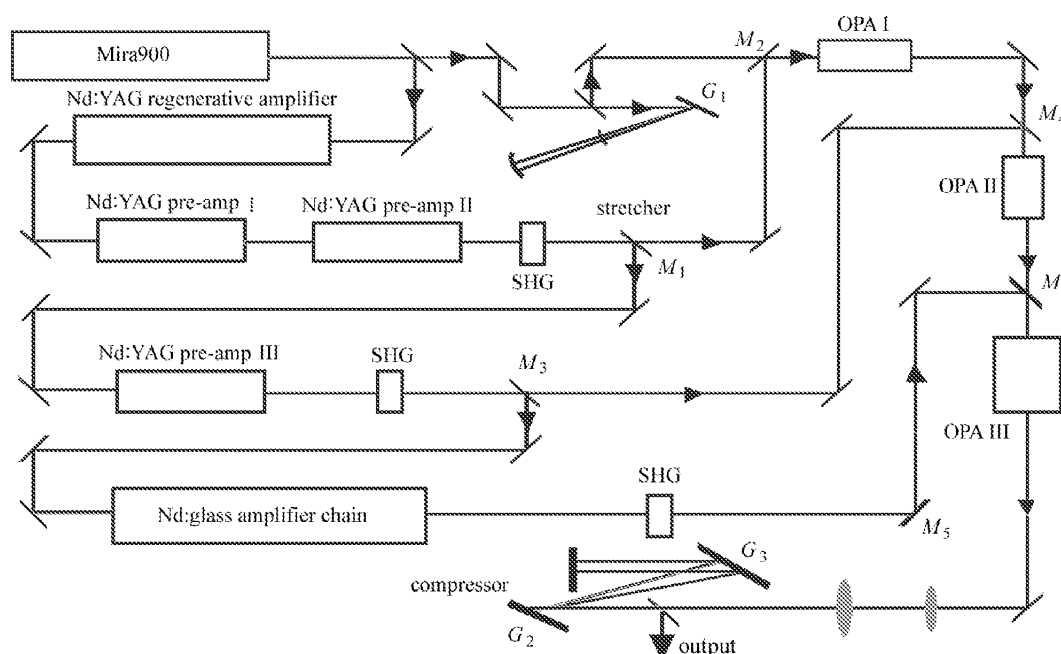 Mira900
Nd:YAG regenerative amplifier
M2
OPA I
G1
M
Nd:YAG pre-amp I
Nd:YAG pre-amp II
SHG
stretcher
M1
OPA II
M
Nd:YAG pre-amp III
SHG
M3
OPA III
Nd:glass amplifier chain
SHG
M5
compressor
G3
G2
output